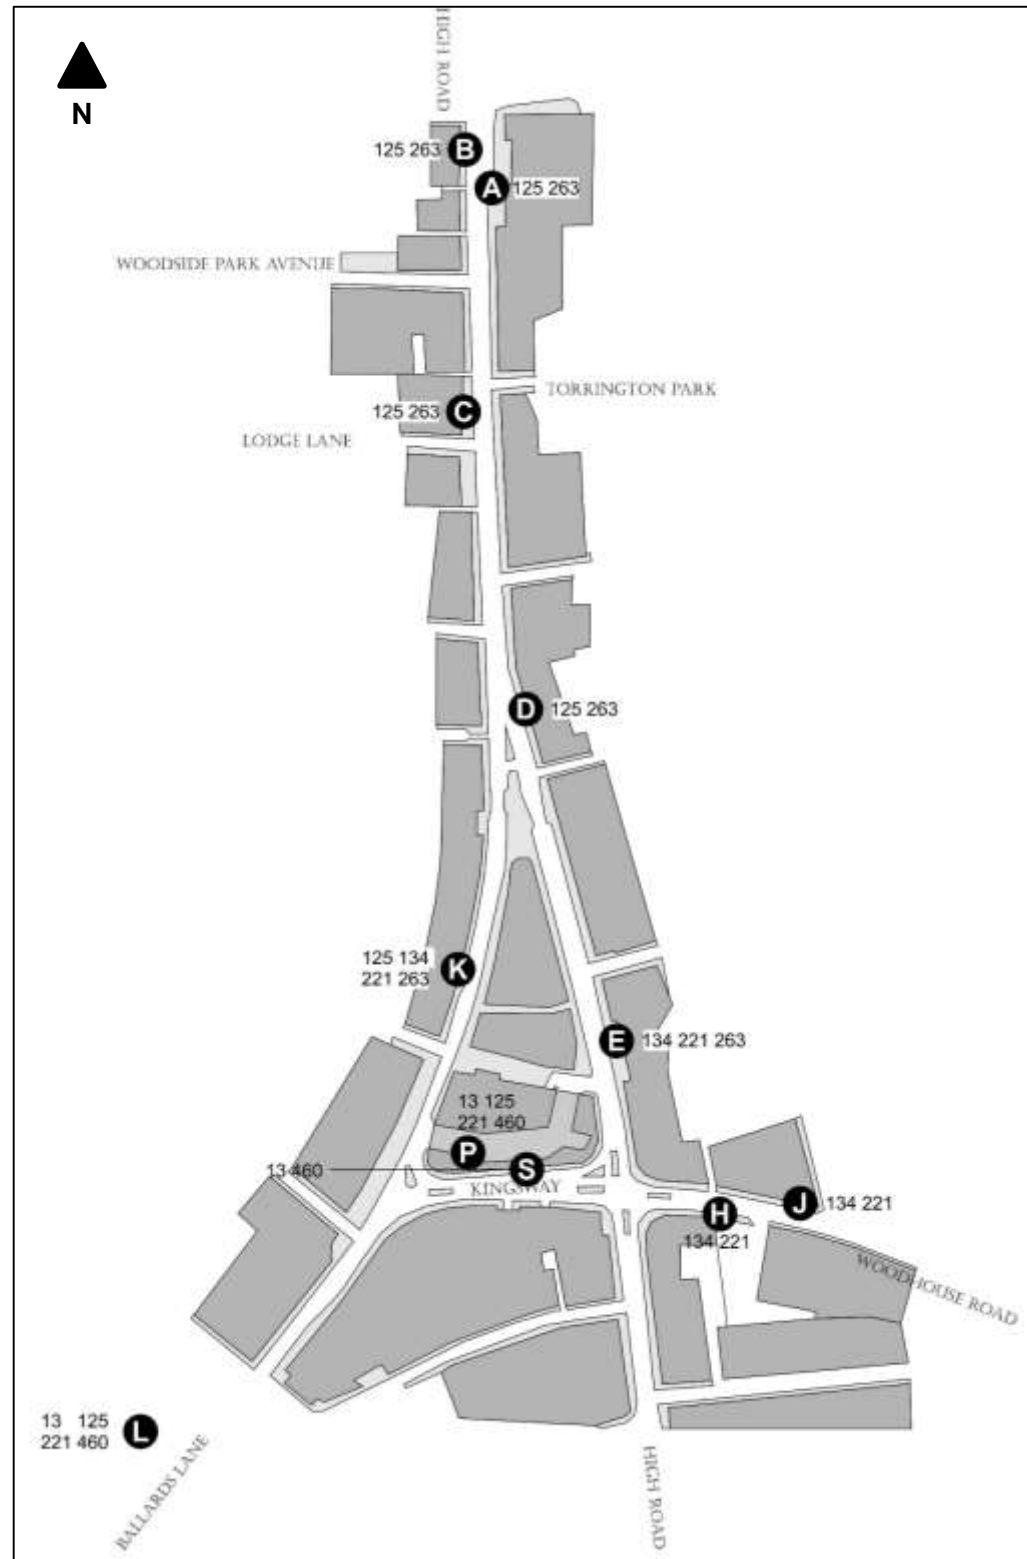 HIGH ROAD
N
125 263 B
A 125 263
WOODSIDE PARK AVENUE
TORRINGTON PARK
125 263 C
LODGE LANE
D 125 263
125 134
221 263 K
E 134 221 263
13 125
221 460
P
13 460 S
KINGSWAY
J 134 221
H
134 221
WOODHOUSE ROAD
13 125
221 460 L
BALLARDS LANE
HIGH ROAD